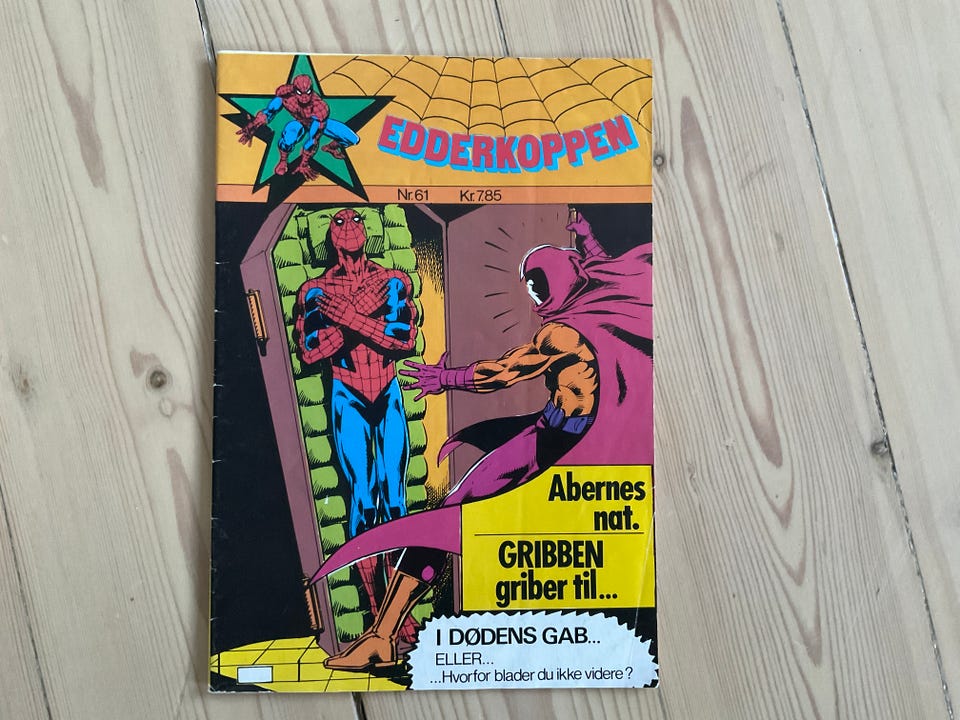 EDDERKOPPEN
Nr.61 Kr.7.85
Abernes
nat.
GRIBBEN
griber til...
I DØDENS GAB...
ELLER...
...Hvorfor blader du ikke videre?